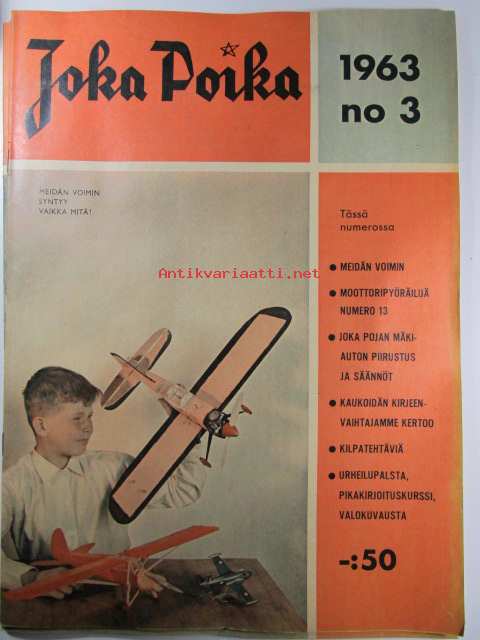 Joka Poika
1963
no 3
MEIDÄN VOIMIN
SYNTYY
VAIKKA MITÄ!
Antikvariaatti.net
Tässä
numerossa
● MEIDÄN VOIMIN
● MOOTTORIPYÖRÄILIJÄ
NUMERO 13
● JOKA POJAN MÄKI-
AUTON PIIRUSTUS
JA SÄÄNNÖT
● KAUKOIDÄN KIRJEEN-
VAIHTAJAMME KERTOO
● KILPATEHTÄVIÄ
● URHEILUPALSTA,
PIKAKIRJOITUSKURSSI,
VALOKUVAUSTA
-:50